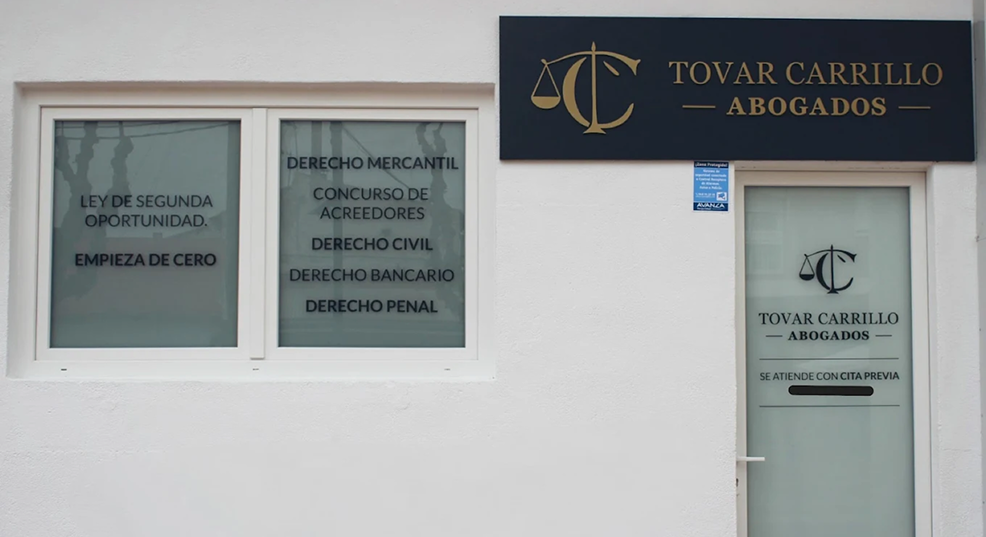 TOVAR CARRILLO
ABOGADOS
LEY DE SEGUNDA
OPORTUNIDAD.
EMPIEZA DE CERO
DERECHO MERCANTIL
CONCURSO DE
ACREEDORES
DERECHO CIVIL
DERECHO BANCARIO
DERECHO PENAL
AVANZA
TOVAR CARRILLO
ABOGADOS
SE ATIENDE CON CITA PREVIA